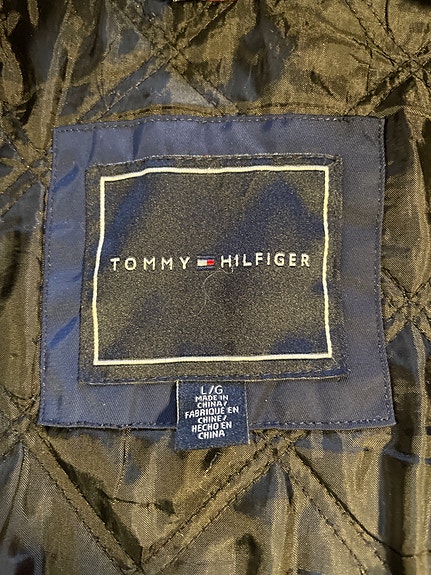 TOMMY HILFIGER
L/G
MADE IN
CHINA/
FABRIQUE EN
CHINE/
HECHO EN
CHINA